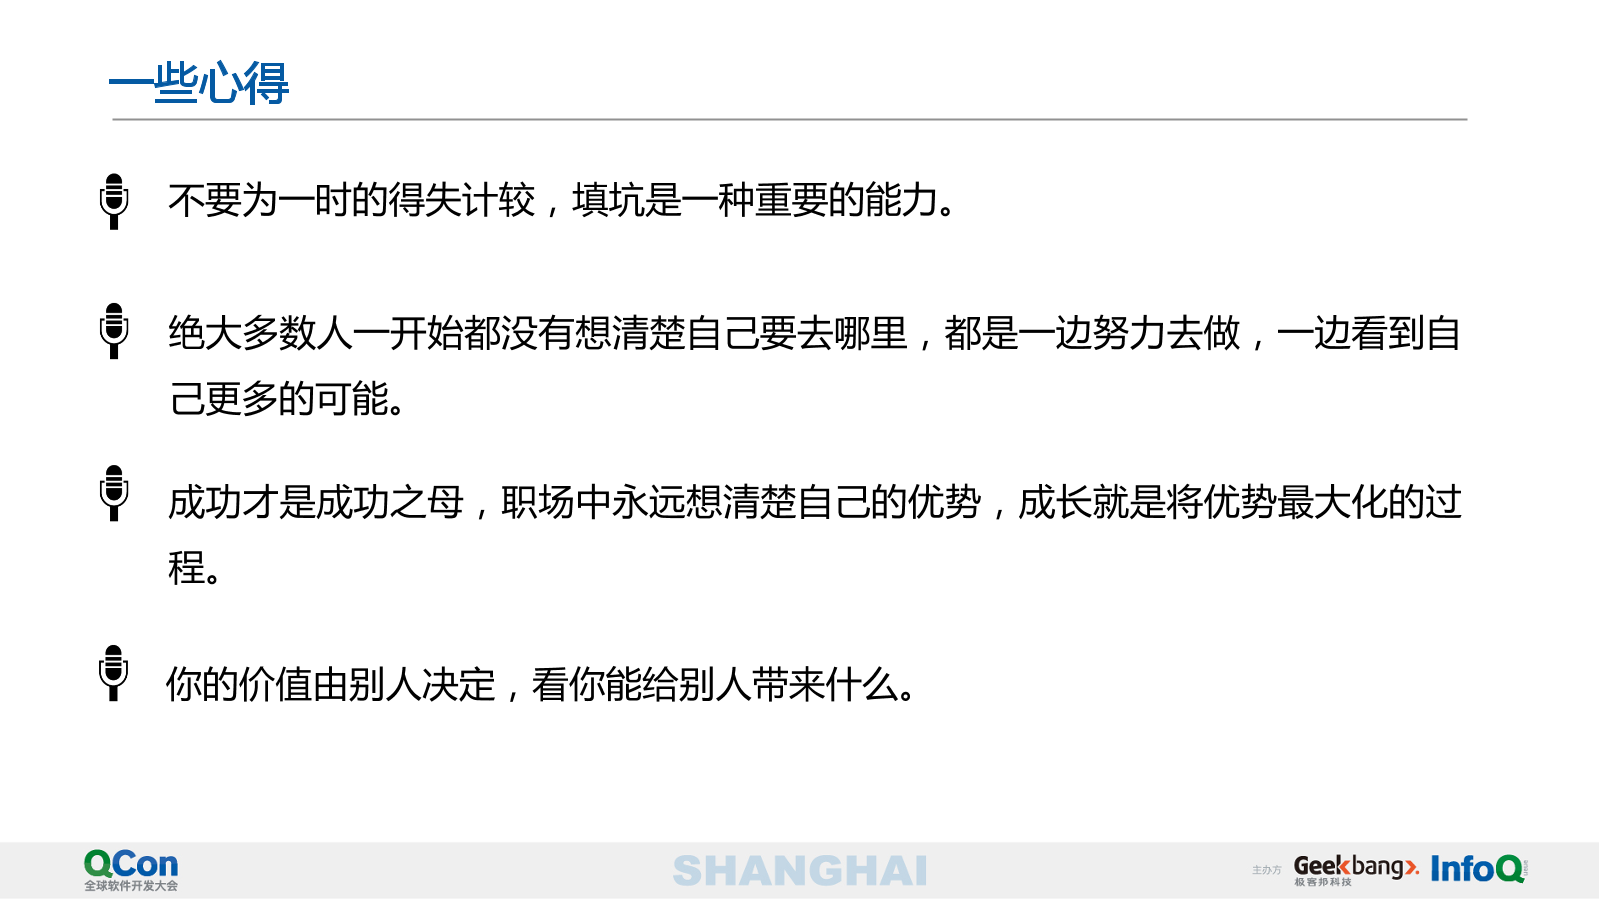 一些心得
不要为一时的得失计较，填坑是一种重要的能力。
绝大多数人一开始都没有想清楚自己要去哪里，都是一边努力去做，一边看到自
己更多的可能。
成功才是成功之母，职场中永远想清楚自己的优势，成长就是将优势最大化的过
程。
你的价值由别人决定，看你能给别人带来什么。
QCon
全球软件开发大会
SHANGHAI
主办方
Geekbang>.
极客邦科技
InfoQ